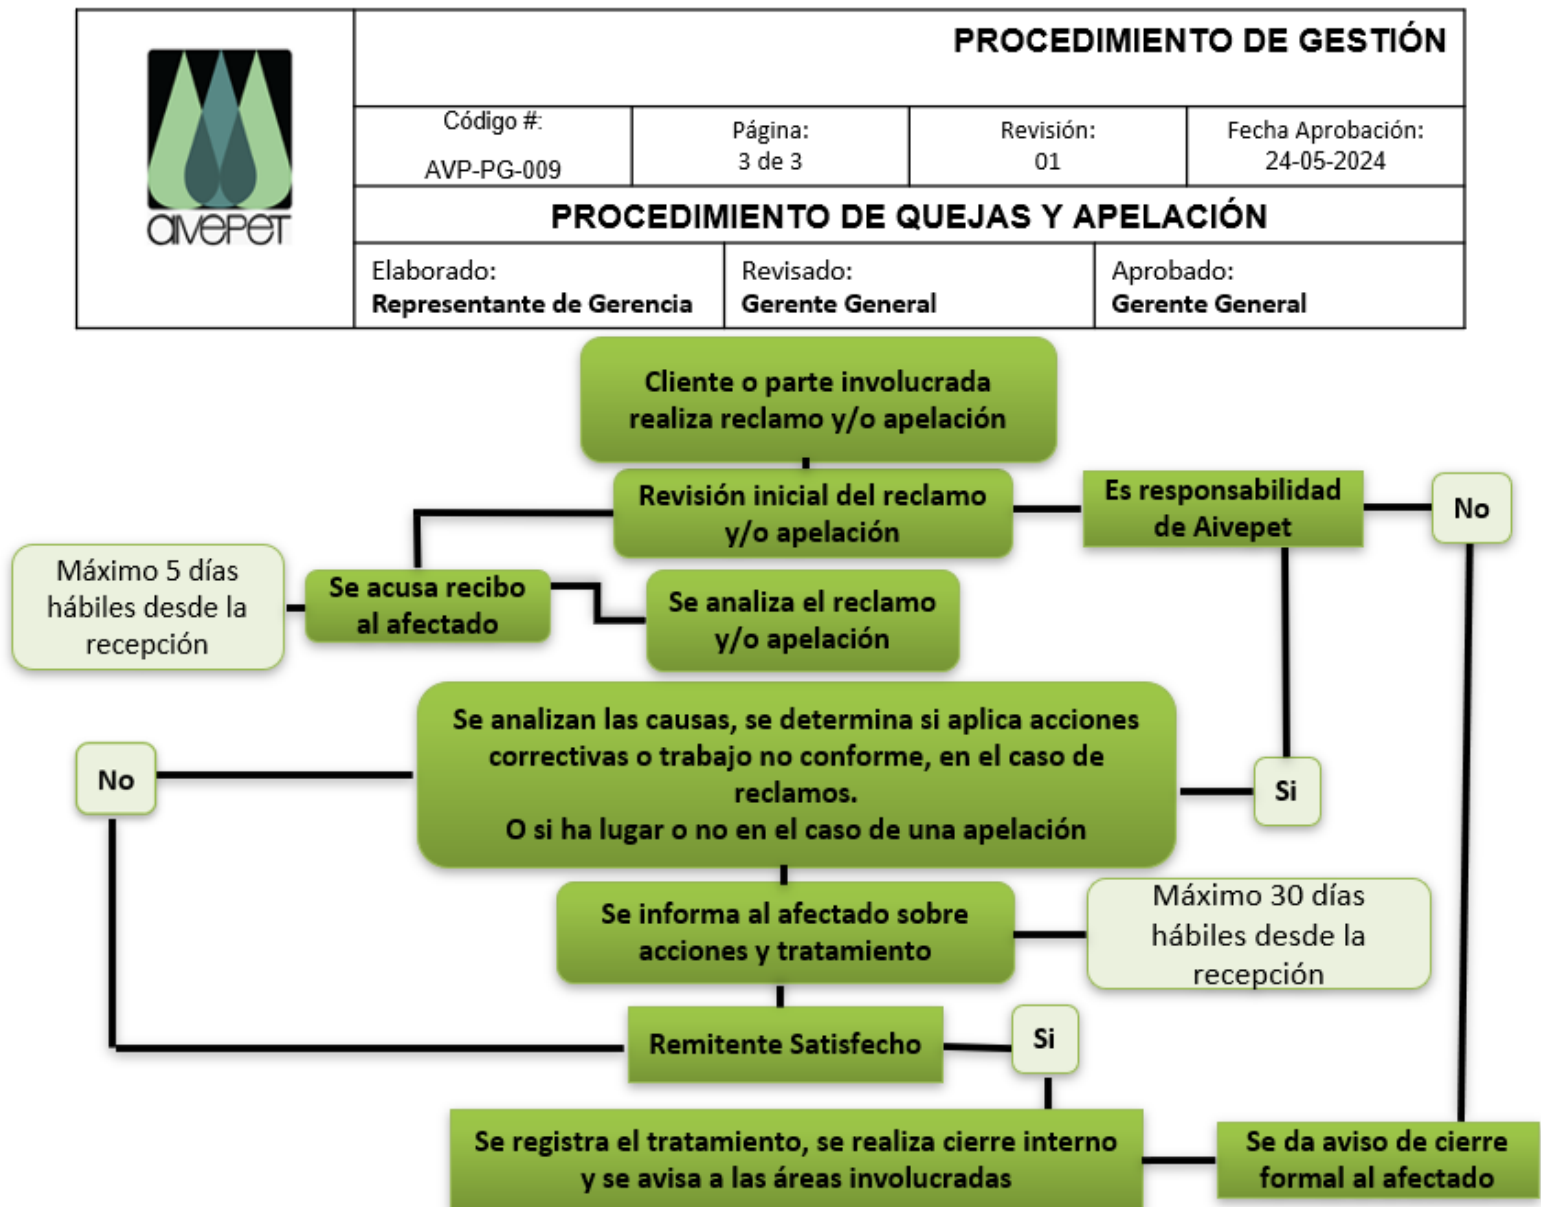 PROCEDIMIENTO DE GESTIÓN
Código #:
AVP-PG-009
Página:
3 de 3
Revisión:
01
Fecha Aprobación:
24-05-2024
aivepet
PROCEDIMIENTO DE QUEJAS Y APELACIÓN
Elaborado:
Representante de Gerencia
Revisado:
Gerente General
Aprobado:
Gerente General
Cliente o parte involucrada
realiza reclamo y/o apelación
Revisión inicial del reclamo
y/o apelación
Es responsabilidad
de Aivepet
No
Máximo 5 días
hábiles desde la
recepción
Se acusa recibo
al afectado
Se analiza el reclamo
y/o apelación
Se analizan las causas, se determina si aplica acciones
correctivas o trabajo no conforme, en el caso de
reclamos.
O si ha lugar o no en el caso de una apelación
No
Si
Se informa al afectado sobre
acciones y tratamiento
Máximo 30 días
hábiles desde la
recepción
Remitente Satisfecho
Si
Se registra el tratamiento, se realiza cierre interno
y se avisa a las áreas involucradas
Se da aviso de cierre
formal al afectado